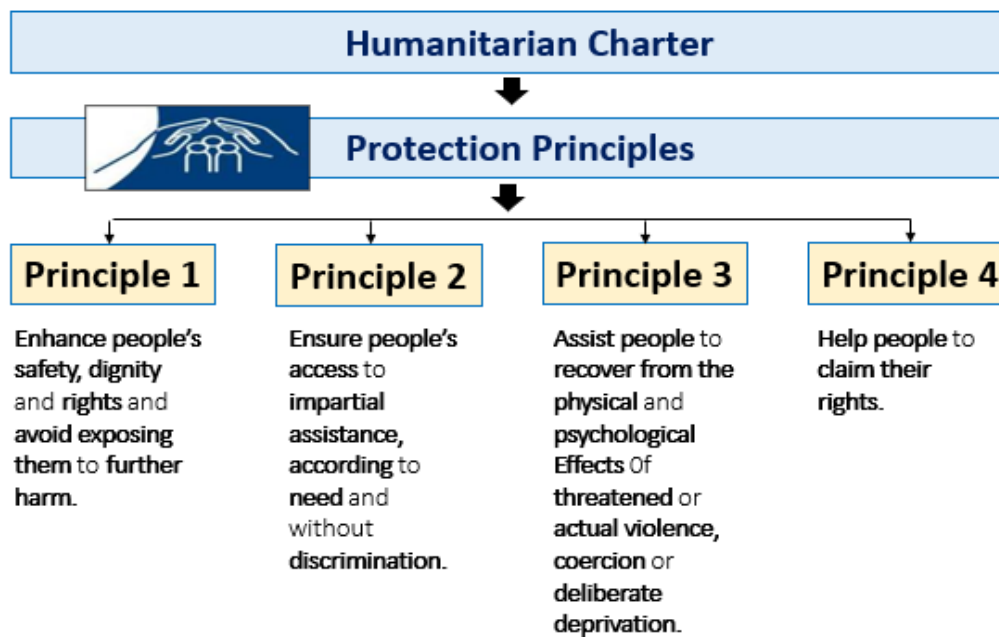 Humanitarian Charter
Protection Principles
Principle 1
Enhance people's
safety, dignity
and rights and
avoid exposing
them to further
harm.
Principle 2
Ensure people's
access to
impartial
assistance,
according to
need and
without
discrimination.
Principle 3
Assist people to
recover from the
physical and
psychological
Effects 0f
threatened or
actual violence,
coercion or
deliberate
deprivation.
Principle 4
Help people to
claim their
rights.